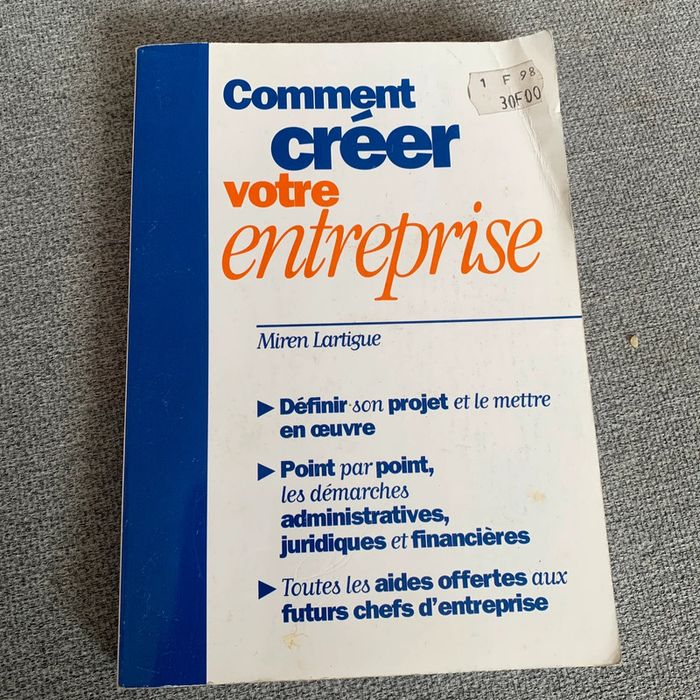 1 F 98
30F00
Comment
créer
votre
entreprise
Miren Lartigue
▶ Définir son projet et le mettre
en œuvre
▶ Point par point,
les démarches
administratives,
juridiques et financières
▶ Toutes les aides offertes aux
futurs chefs d'entreprise